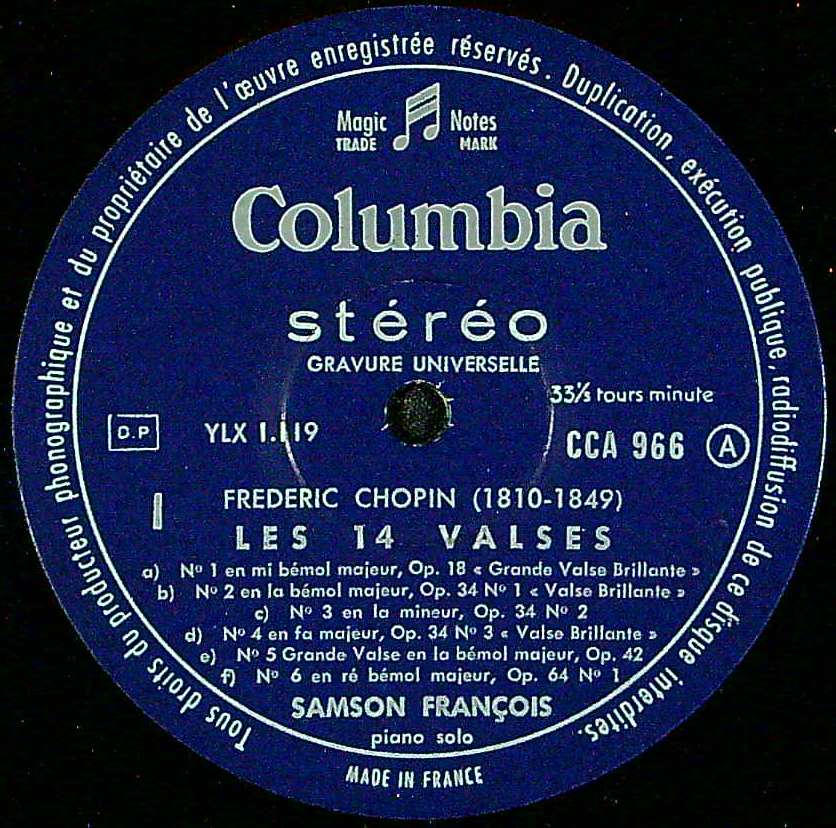 Tous droits du producteur phonographique et du propriétaire de l'œuvre enregistrée réservés. Duplication, exécution publique, radiodiffusion de ce disque interdites.
Magic Notes
TRADE MARK
Columbia
stéréo
GRAVURE UNIVERSELLE
33⅓ tours minute
D.P YLX 1.119 CCA 966 A
I
FREDERIC CHOPIN (1810-1849)
LES 14 VALSES
a) Nº 1 en mi bémol majeur, Op. 18 « Grande Valse Brillante »
b) Nº 2 en la bémol majeur, Op. 34 Nº 1 « Valse Brillante »
c) Nº 3 en la mineur, Op. 34 Nº 2
d) Nº 4 en fa majeur, Op. 34 Nº 3 « Valse Brillante »
e) Nº 5 Grande Valse en la bémol majeur, Op. 42
f) Nº 6 en ré bémol majeur, Op. 64 Nº 1
SAMSON FRANÇOIS
piano solo
MADE IN FRANCE